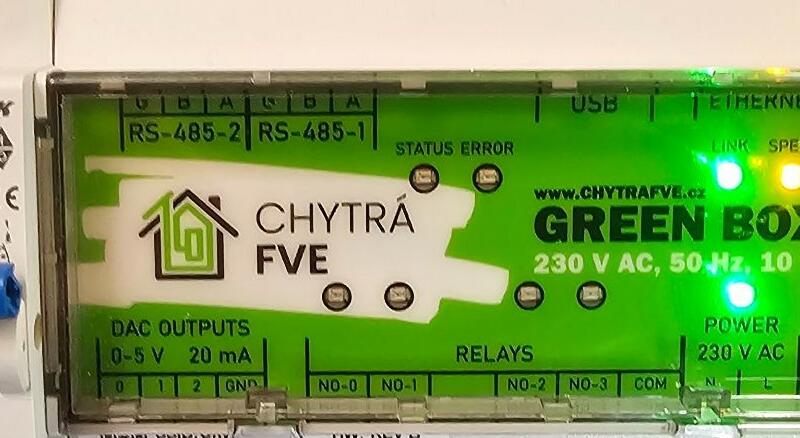 G B A G B A
RS-485-2 RS-485-1
USB
ETHERNE
STATUS ERROR
LINK SPE
www.CHYTRAFVE.cz
GREEN BOX
230 V AC, 50 Hz, 10
CHYTRÁ
FVE
DAC OUTPUTS
0-5 V 20 mA
0 1 2 GND
RELAYS
NO-0 NO-1 NO-2 NO-3 COM
POWER
230 V AC
N L